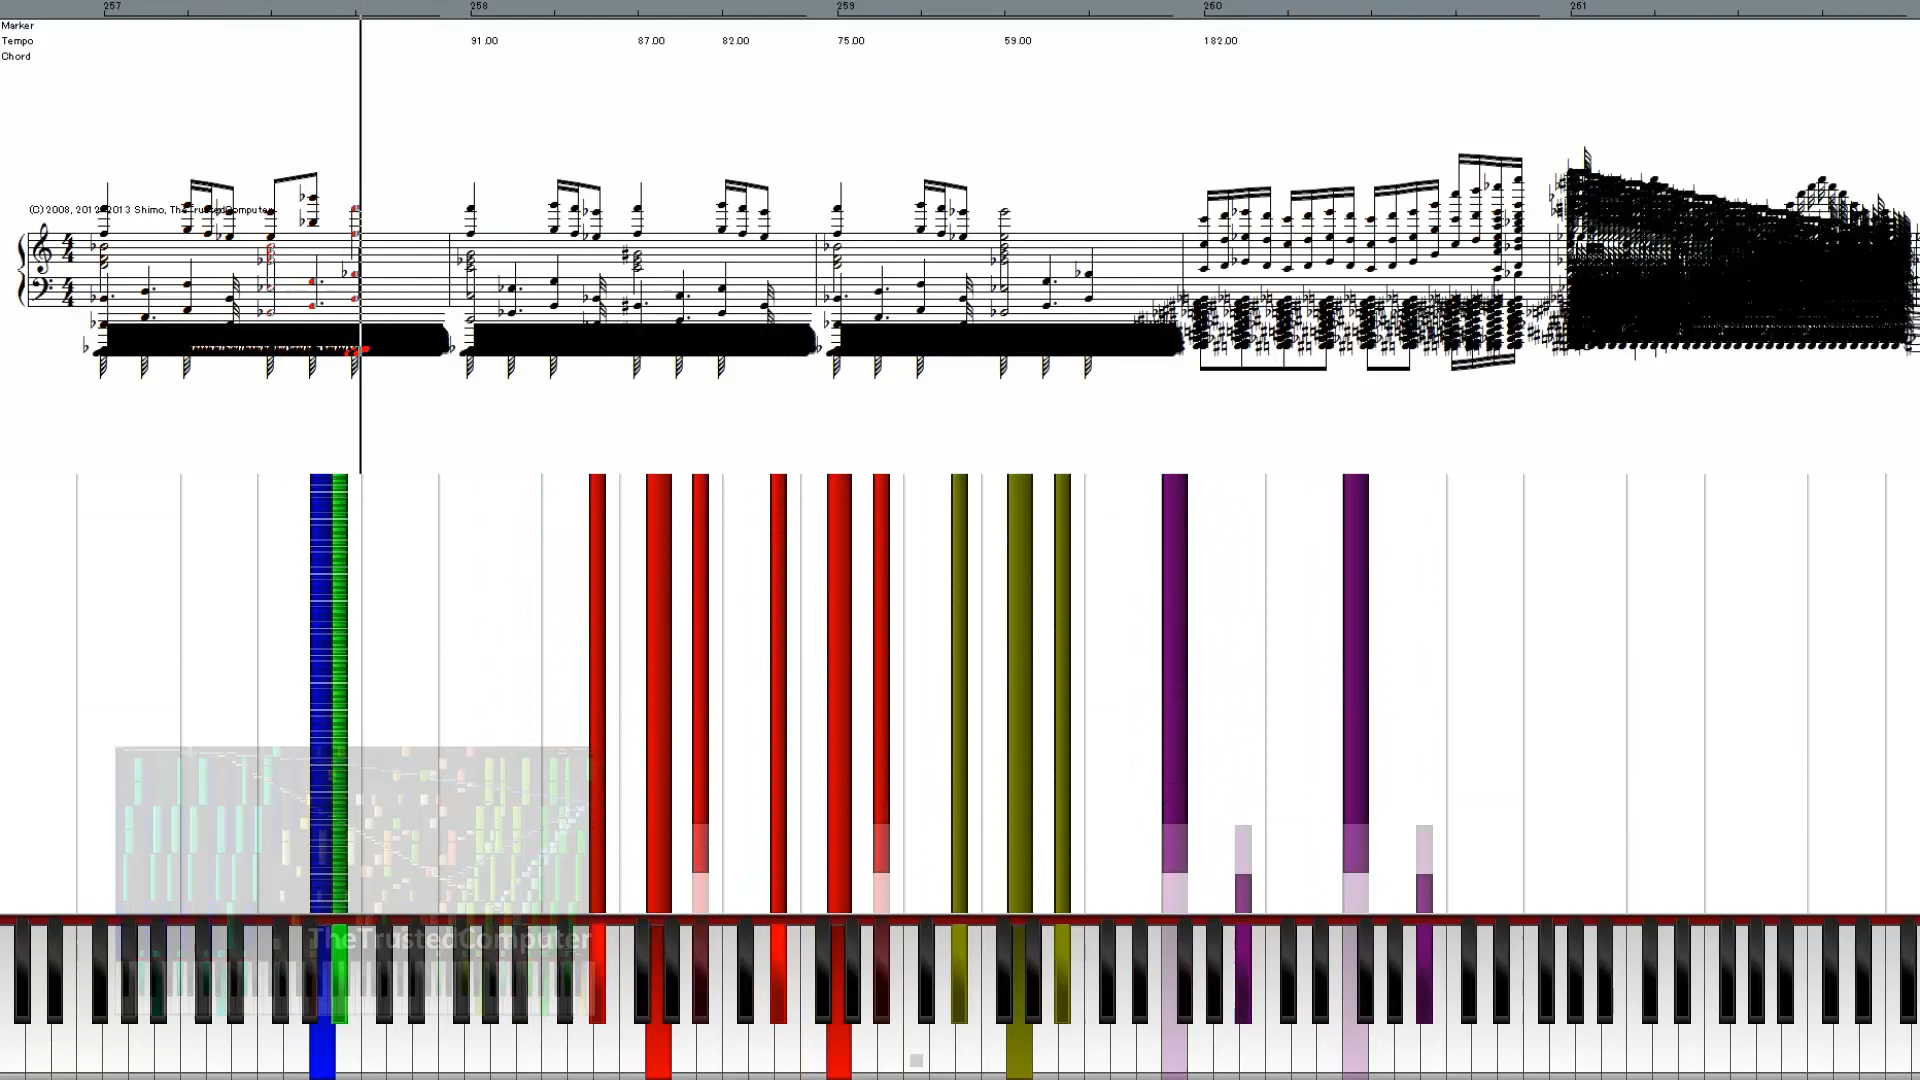 257 258 259 260 261
Marker
Tempo 91.00 87.00 82.00 75.00 59.00 182.00
Chord
(C) 2008, 2012-2013 Shimo, TheTrustedComputer
TheTrustedComputer